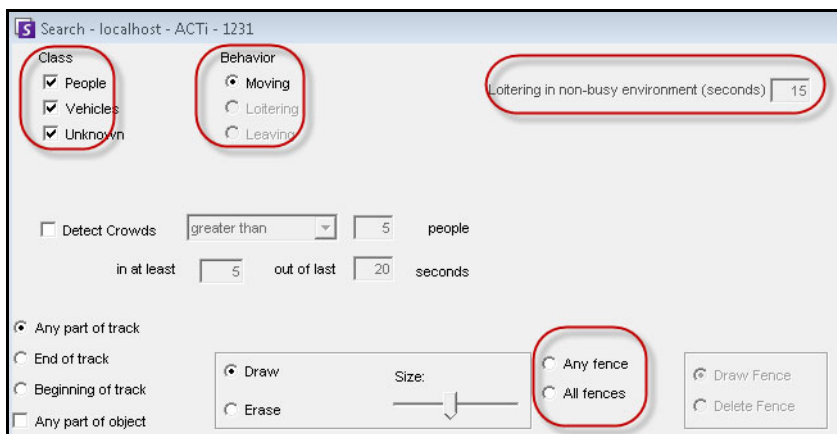 Search - localhost - ACTi - 1231
Class
People
Vehicles
Unknown
Behavior
Moving
Loitering
Leaving
Loitering in non-busy environment (seconds) 15
Detect Crowds greater than 5 people
in at least 5 out of last 20 seconds
Any part of track
End of track
Beginning of track
Any part of object
Draw
Erase
Size:
Any fence
All fences
Draw Fence
Delete Fence